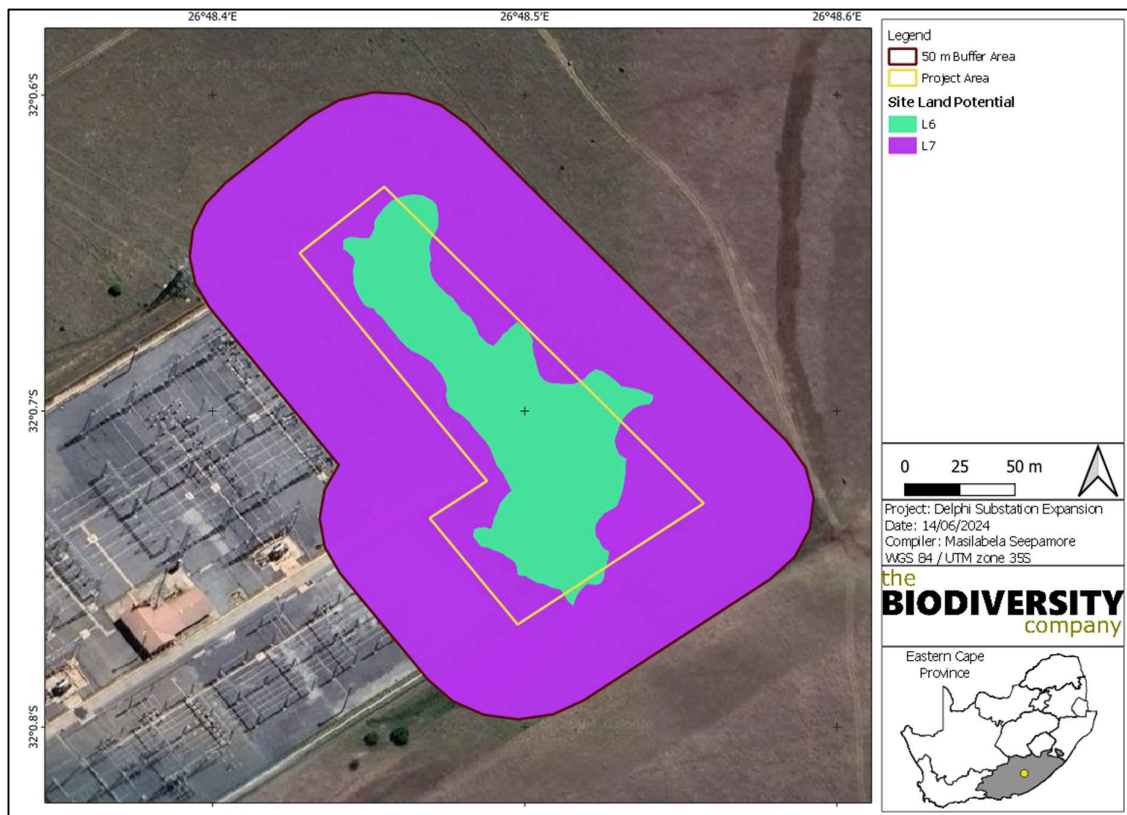 26°48.4'E
26°48.5'E
26°48.6'E
32°0.6'S
32°0.7'S
32°0.8'S
Legend
50 m Buffer Area
Project Area
Site Land Potential
L6
L7
0 25 50 m
Project: Delphi Substation Expansion
Date: 14/06/2024
Compiler: Masilabela Seepamore
WGS 84 / UTM zone 35S
the
BIODIVERSITY
company
Eastern Cape
Province